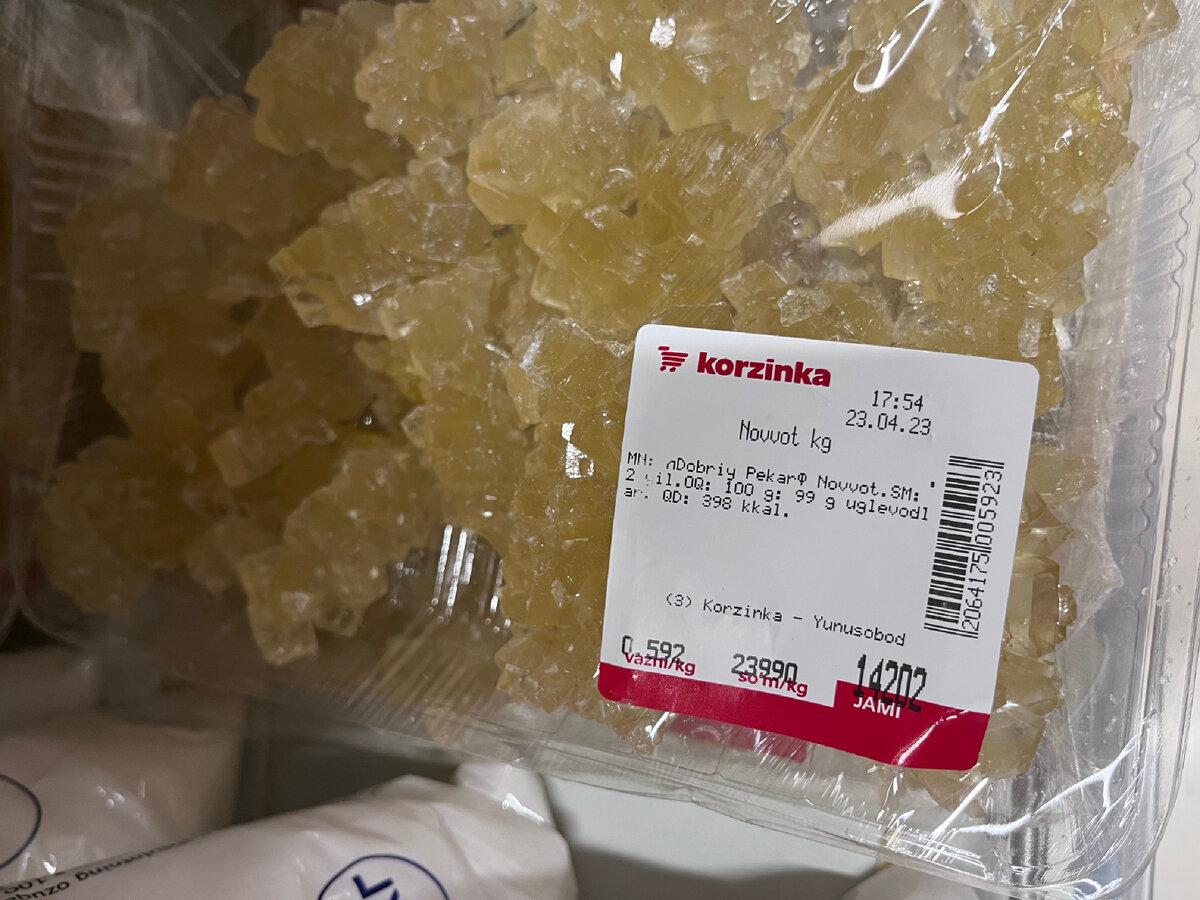 korzinka
17:54
23.04.23
Novvot kg
MN: Dobriy Pekar Novvot.SM:
2 yil.OQ: 100 g: 99 g uglevodl
ar. QD: 398 kkal.
2064175005923
(3) Korzinka - Yunusobod
0.592 23990 14202
vazni/kg so'm/kg JAMI